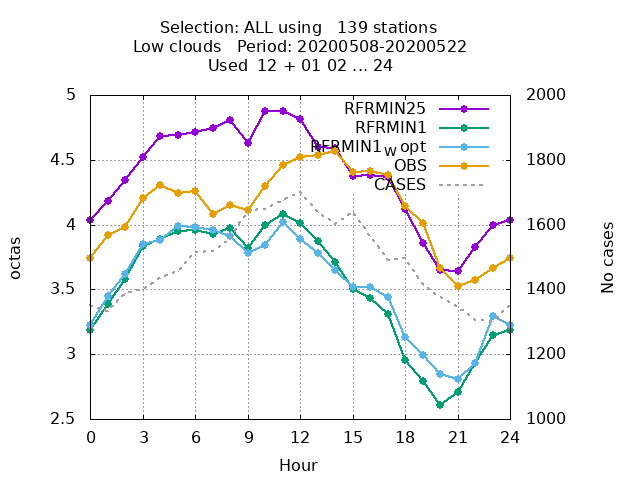 Selection: ALL using   139 stations
Low clouds   Period: 20200508-20200522
Used  12 + 01 02 ... 24
5
4.5
4
3.5
3
2.5
octas
2000
1800
1600
1400
1200
1000
No cases
RFRMIN25
RFRMIN1
RFRMIN1w opt
OBS
CASES
0 3 6 9 12 15 18 21 24
Hour